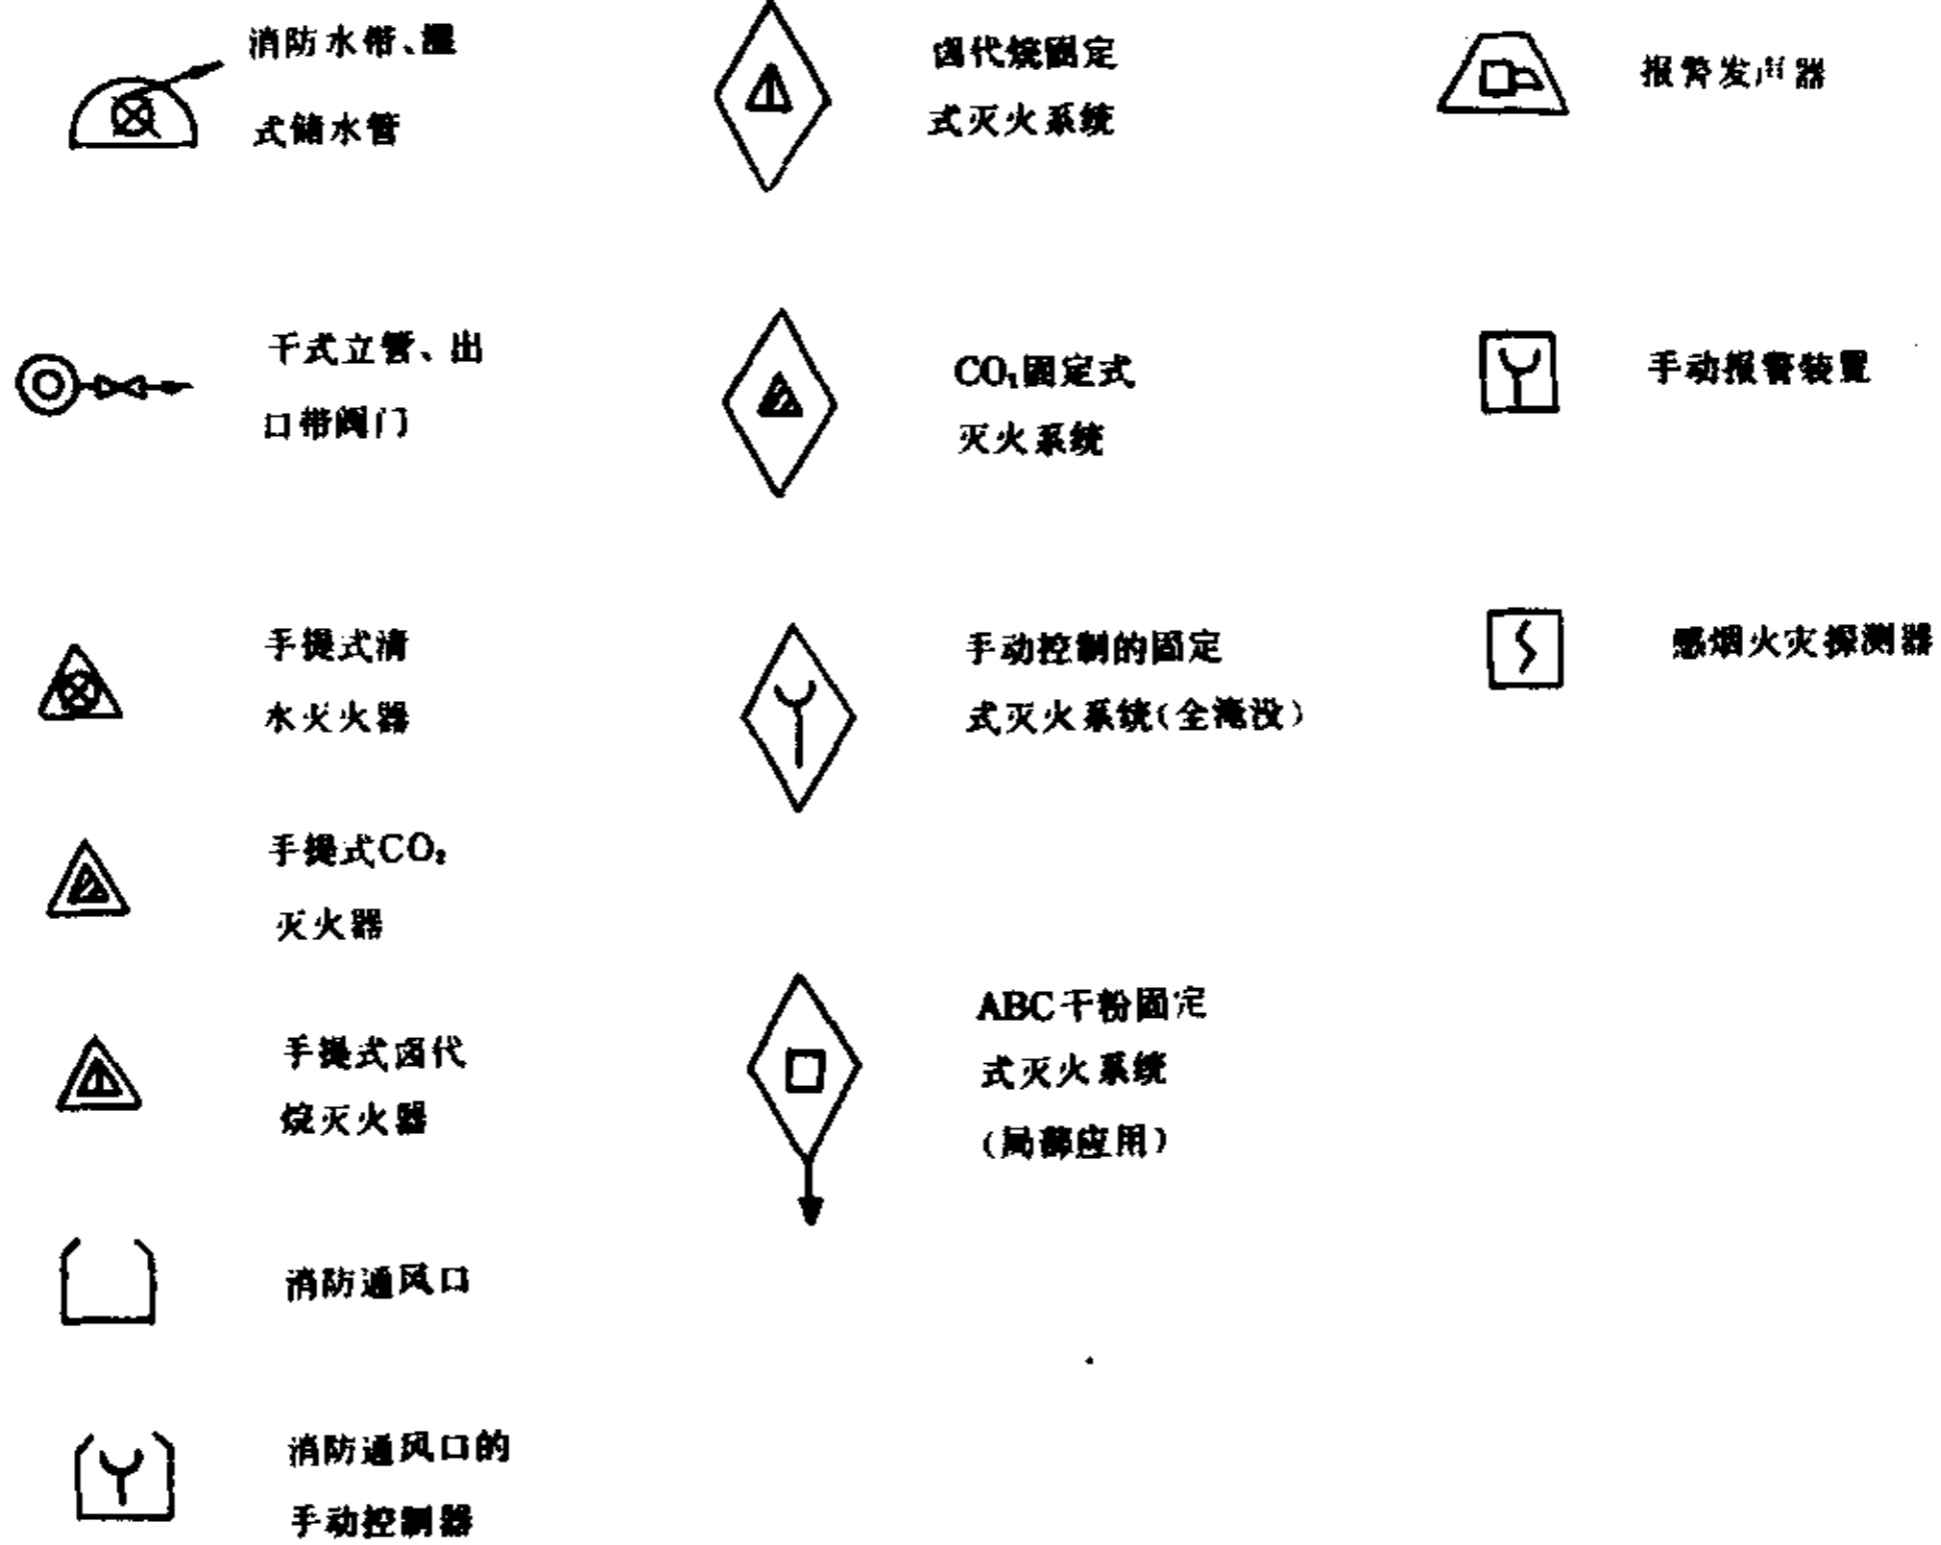 消防水带、湿
式储水管
干式立管、出
口带阀门
手提式清
水灭火器
手提式CO₂
灭火器
手提式卤代
烷灭火器
消防通风口
消防通风口的
手动控制器
卤代烷固定
式灭火系统
CO₂固定式
灭火系统
手动控制的固定
式灭火系统(全淹没)
ABC干粉固定
式灭火系统
(局部应用)
报警发声器
手动报警装置
感烟火灾探测器